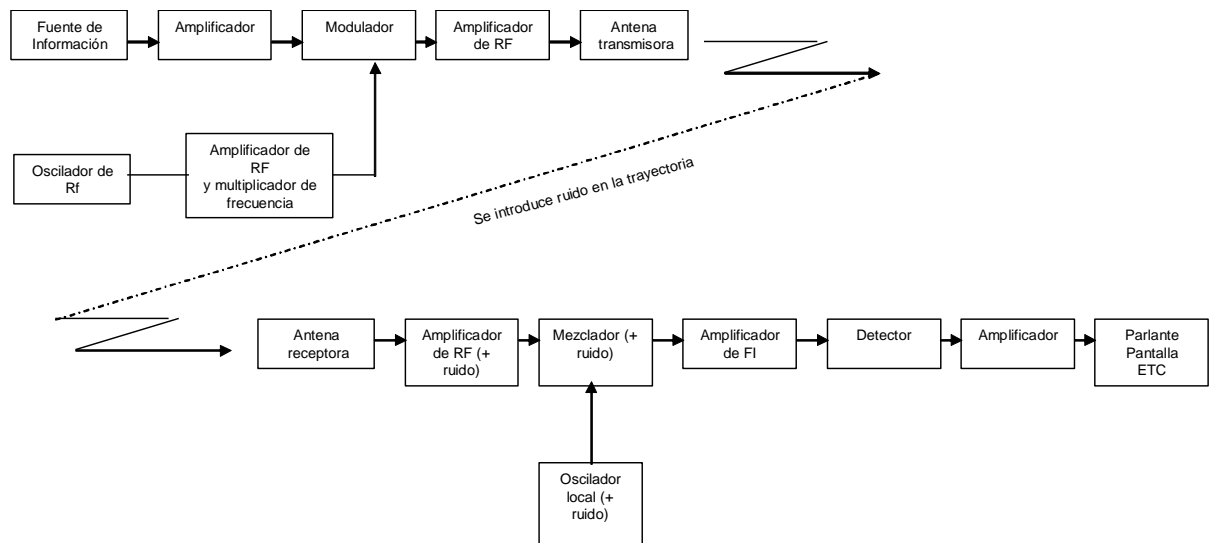 Fuente de
Información
Amplificador
Modulador
Amplificador
de RF
Antena
transmisora
Oscilador de
Rf
Amplificador de
RF
y multiplicador de
frecuencia
Se introduce ruido en la trayectoria
Antena
receptora
Amplificador
de RF (+
ruido)
Mezclador (+
ruido)
Amplificador
de FI
Detector
Amplificador
Parlante
Pantalla
ETC
Oscilador
local (+
ruido)